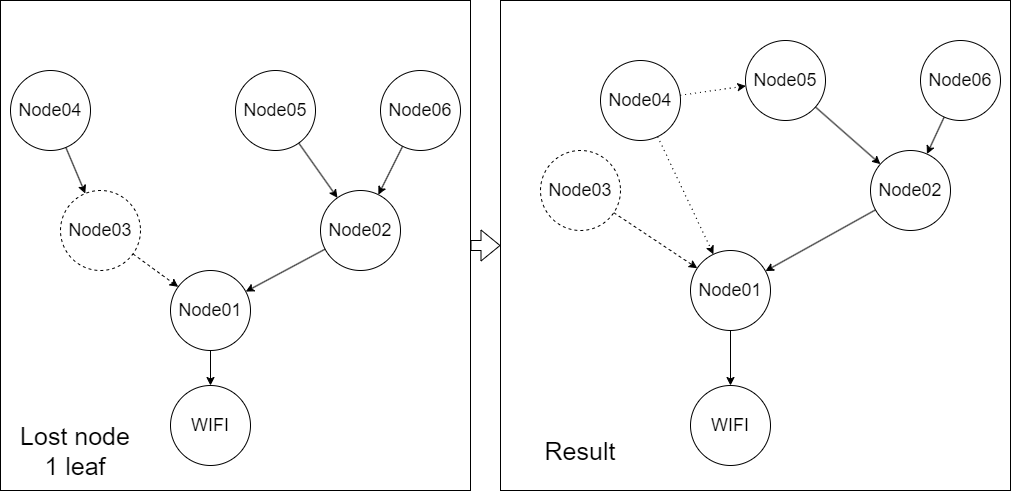 Node04
Node05
Node06
Node03
Node02
Node01
WIFI
Lost node
1 leaf
Node04
Node05
Node06
Node03
Node02
Node01
WIFI
Result